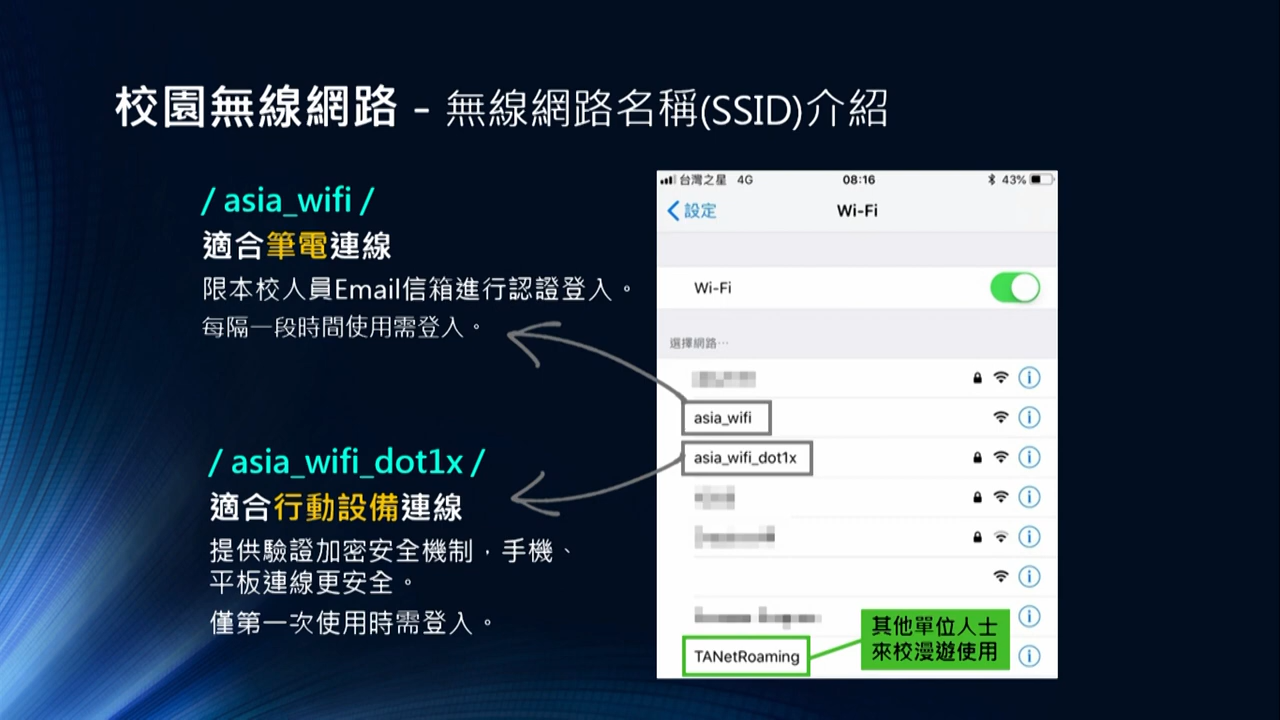 校園無線網路 - 無線網路名稱(SSID)介紹
/ asia_wifi /
適合筆電連線
限本校人員Email信箱進行認證登入。
每隔一段時間使用需登入。
/ asia_wifi_dot1x /
適合行動設備連線
提供驗證加密安全機制，手機、
平板連線更安全。
僅第一次使用時需登入。
台灣之星 4G 08:16 43%
設定 Wi-Fi
Wi-Fi
選擇網路…
asia_wifi
asia_wifi_dot1x
TANetRoaming
其他單位人士
來校漫遊使用